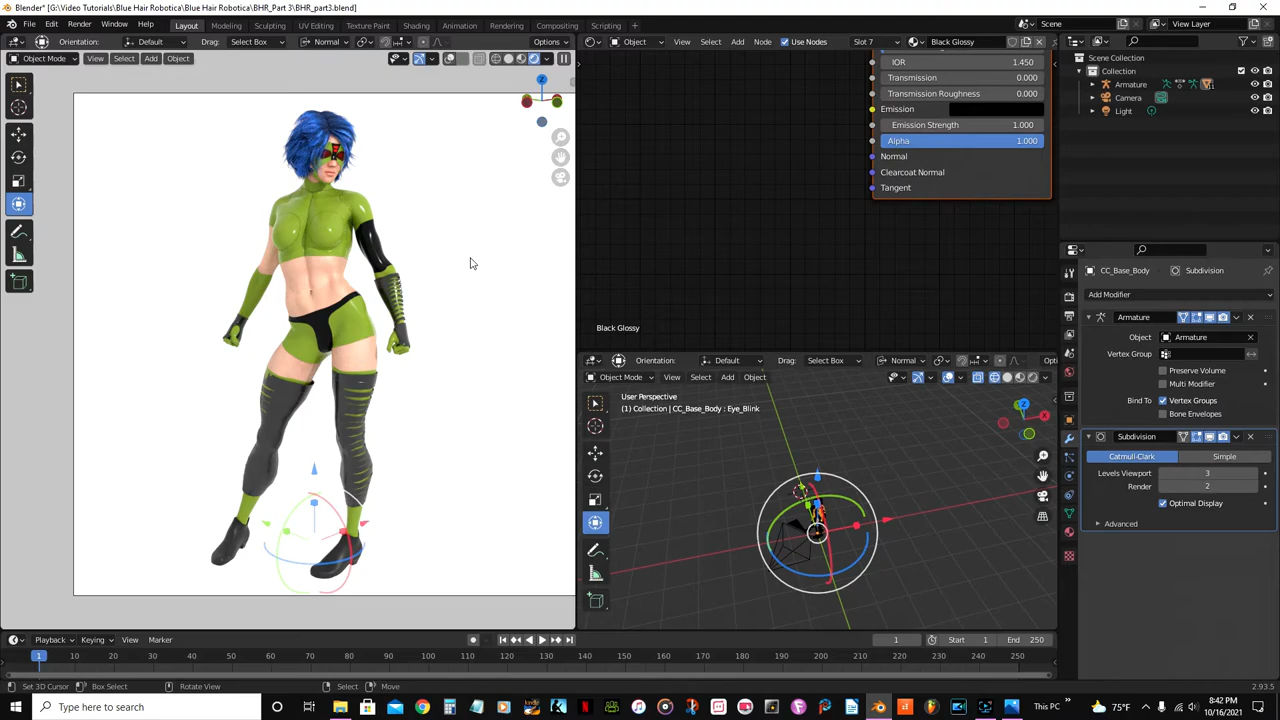 Blender* [G:\Video Tutorials\Blue Hair Robotica\BHR_Part 3\BHR_part3.blend]
File Edit Render Window Help Layout Modeling Sculpting UV Editing Texture Paint Shading Animation Rendering Compositing Scripting + Scene View Layer
Orientation: Default Drag: Select Box Normal Options
Object Mode View Select Add Object
Object View Select Add Node Use Nodes Slot 7 Black Glossy
IOR 1.450
Transmission 0.000
Transmission Roughness 0.000
Emission
Emission Strength 1.000
Alpha 1.000
Normal
Clearcoat Normal
Tangent
Black Glossy
Scene Collection
Collection
Armature
Camera
Light
CC_Base_Body Subdivision
Add Modifier
Armature
Object Armature
Vertex Group
Preserve Volume
Multi Modifier
Bind To Vertex Groups
Bone Envelopes
Subdivision
Catmull-Clark Simple
Levels Viewport 3
Render 2
Optimal Display
Advanced
Orientation: Default Drag: Select Box Normal Opti
Object Mode View Select Add Object
User Perspective
(1) Collection | CC_Base_Body : Eye_Blink
Z
X
Z
Playback Keying View Marker 1 Start 1 End 250
1 10 20 30 40 50 60 70 80 90 100 110 120 130 140 150 160 170 180 190 200 210 220 230 240 250
Set 3D Cursor Box Select Rotate View Select Move 2.93.5
Type here to search This PC 75°F 8:42 PM
10/16/2021